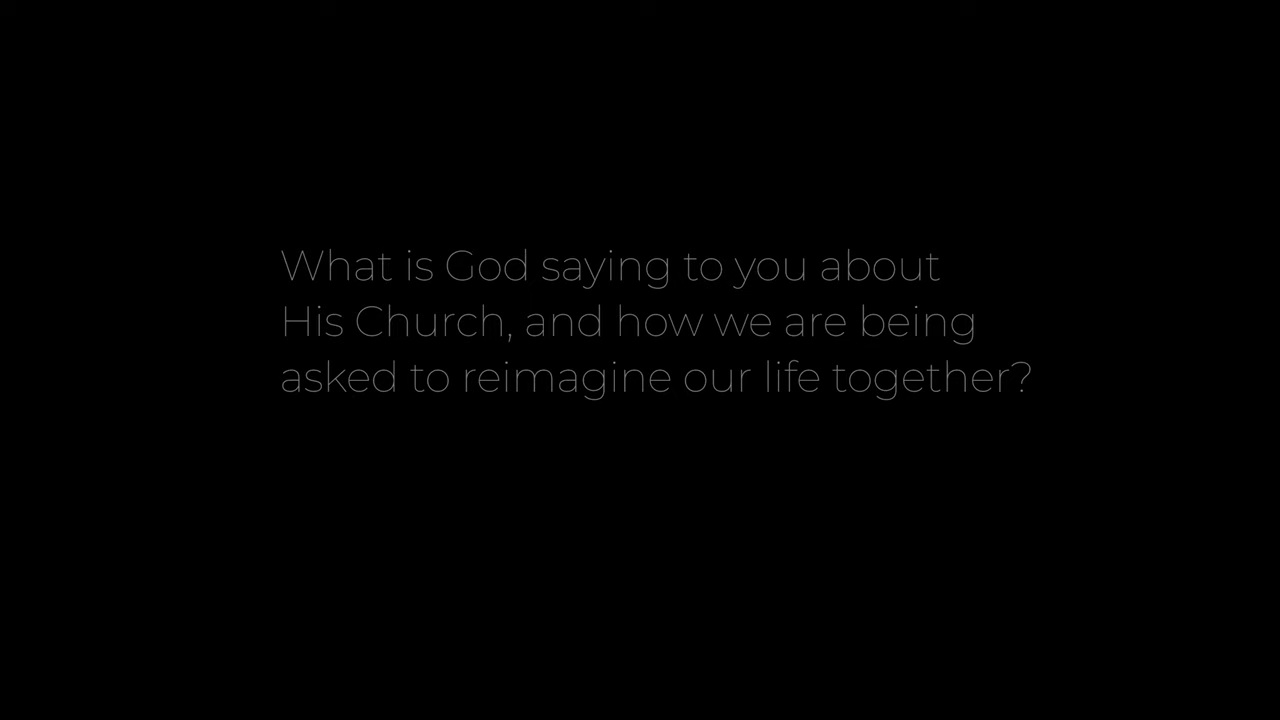 What is God saying to you about
His Church, and how we are being
asked to reimagine our life together?